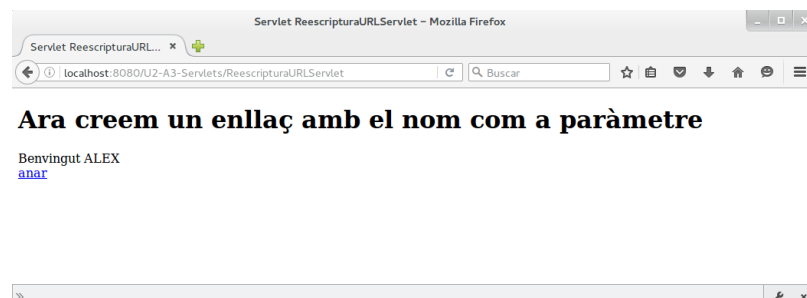 Servlet ReescripturaURLServlet - Mozilla Firefox
Servlet ReescripturaURL...
localhost:8080/U2-A3-Servlets/ReescripturaURLServlet
Buscar
Ara creem un enllaç amb el nom com a paràmetre
Benvingut ALEX
anar